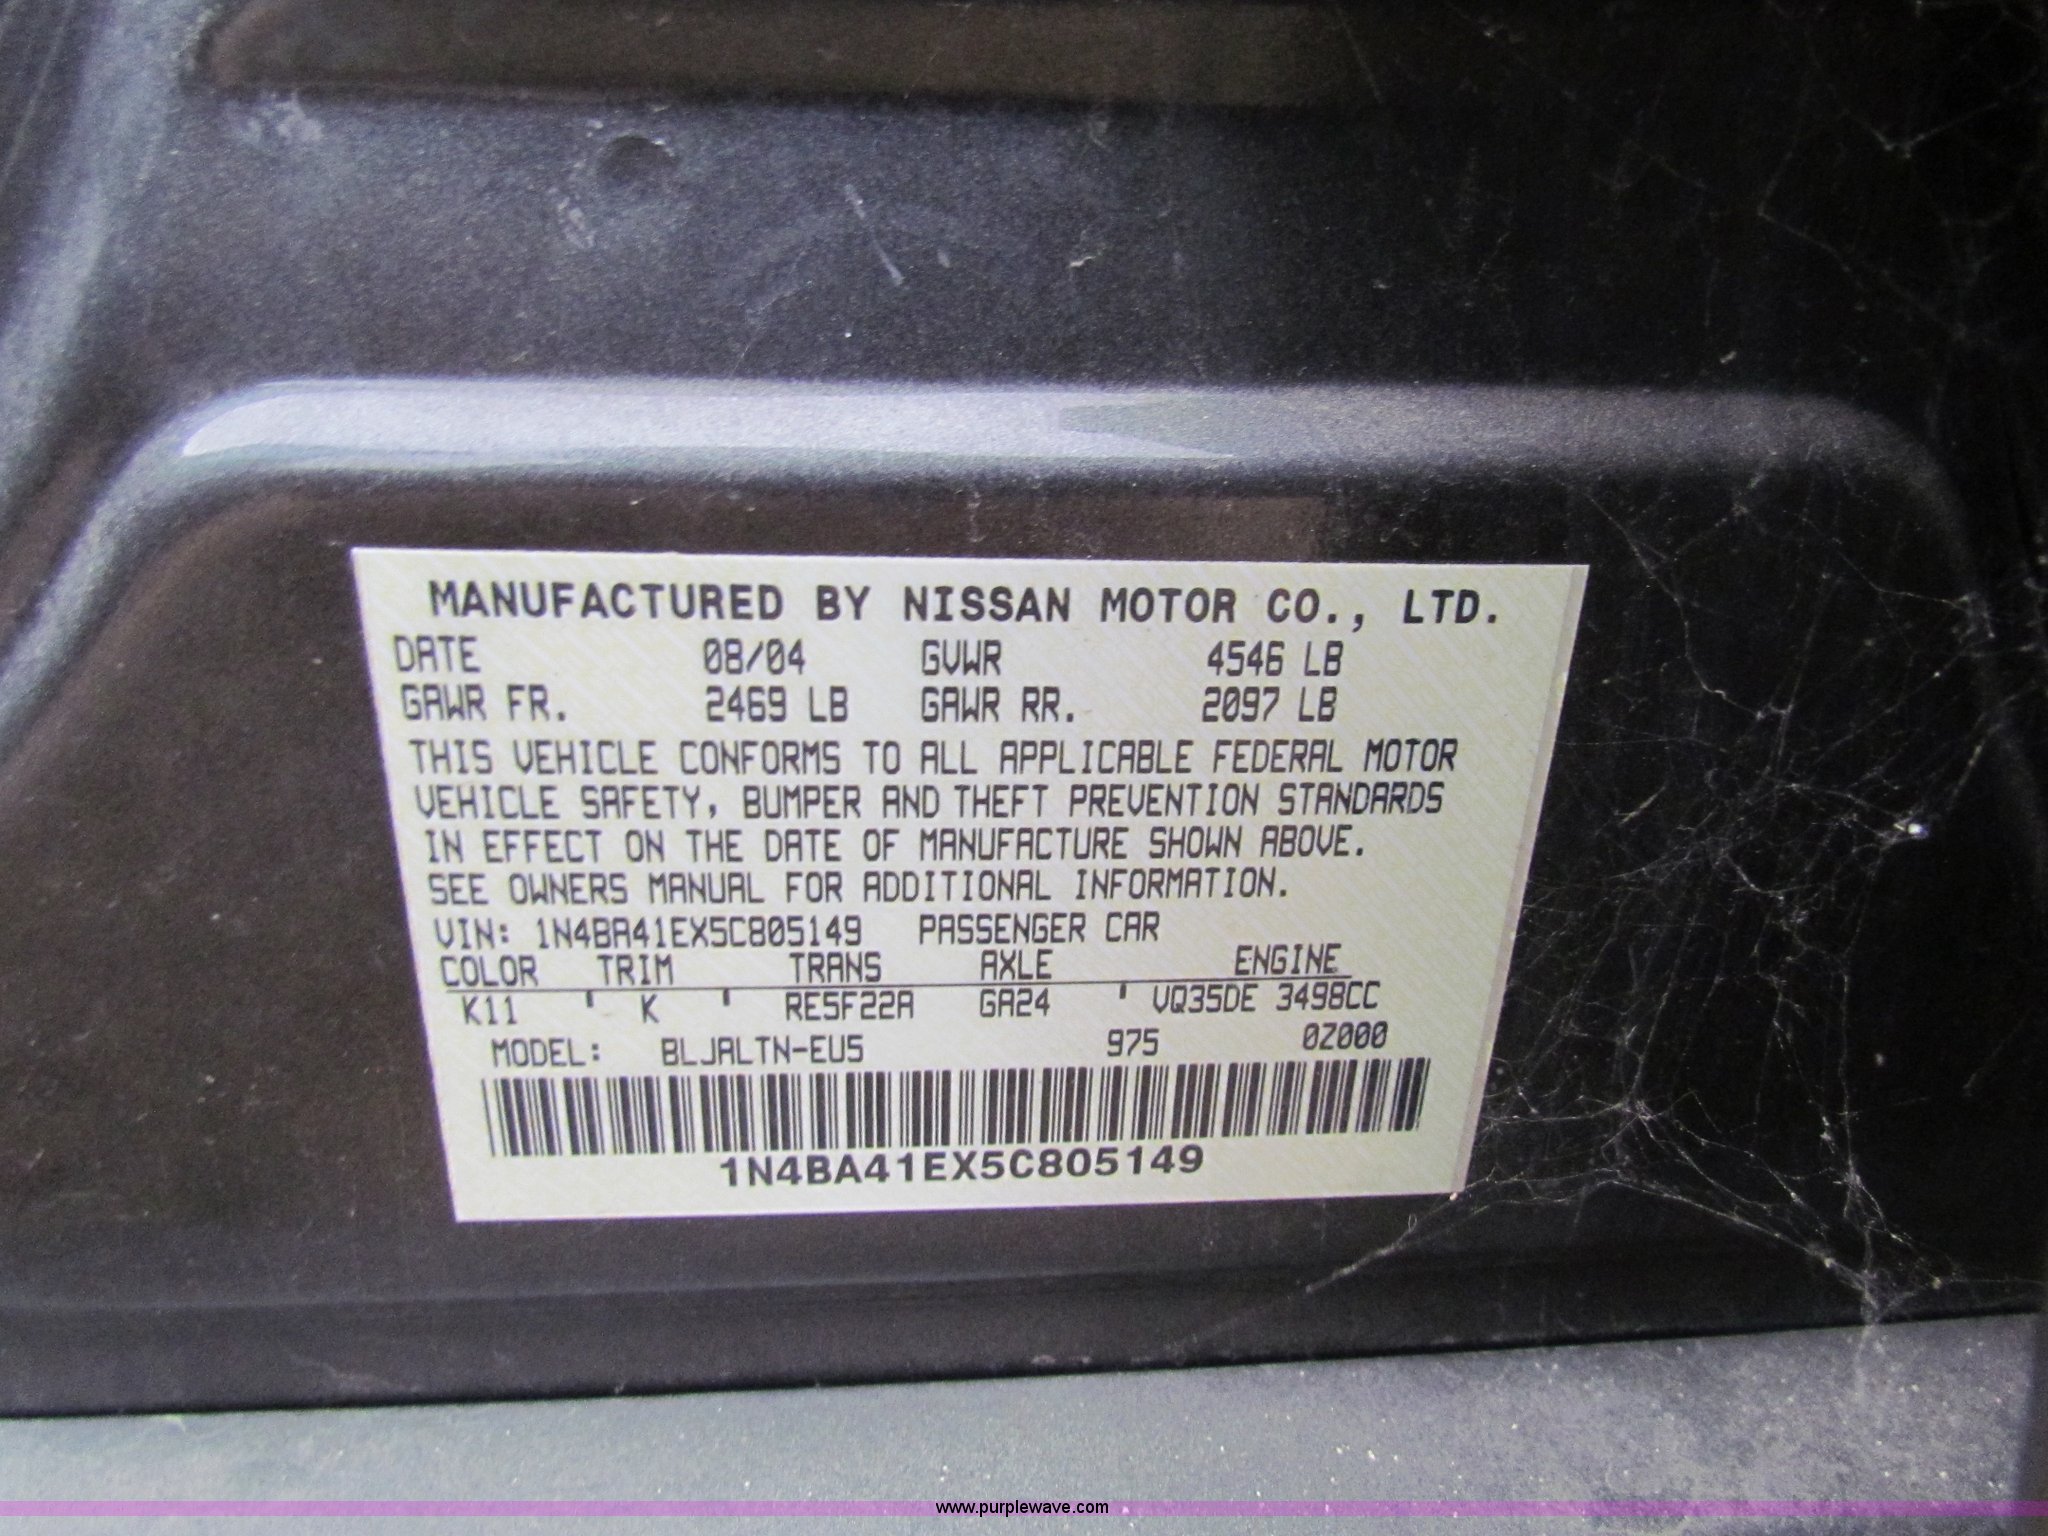 MANUFACTURED BY NISSAN MOTOR CO., LTD.
DATE 08/04 GVWR 4546 LB
GAWR FR. 2469 LB GAWR RR. 2097 LB
THIS VEHICLE CONFORMS TO ALL APPLICABLE FEDERAL MOTOR
VEHICLE SAFETY, BUMPER AND THEFT PREVENTION STANDARDS
IN EFFECT ON THE DATE OF MANUFACTURE SHOWN ABOVE.
SEE OWNERS MANUAL FOR ADDITIONAL INFORMATION.
VIN: 1N4BA41EX5C805149 PASSENGER CAR
COLOR TRIM TRANS AXLE ENGINE
K11 ' K ' RE5F22A GA24 ' VQ35DE 3498CC
MODEL: BLJALTN-EU5 975 0Z000
1N4BA41EX5C805149
www.purplewave.com